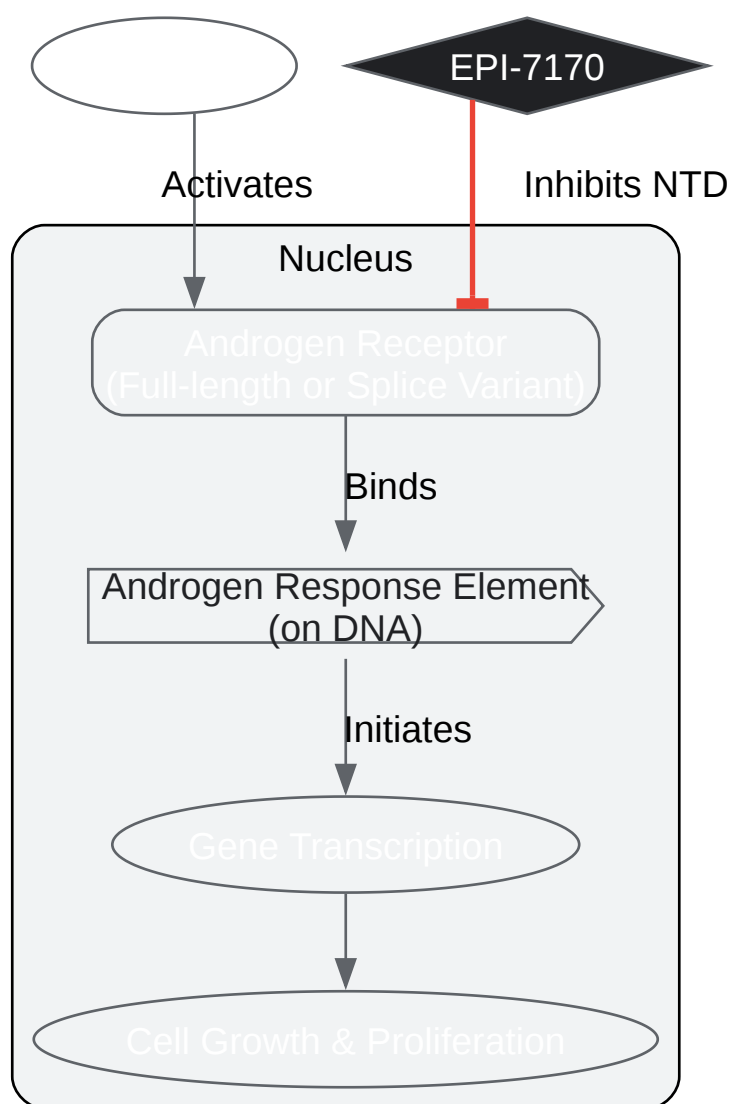 EPI-7170
Activates
Inhibits NTD
Nucleus
Androgen Receptor
(Full-length or Splice Variant)
Binds
Androgen Response Element
(on DNA)
Initiates
Gene Transcription
Cell Growth & Proliferation